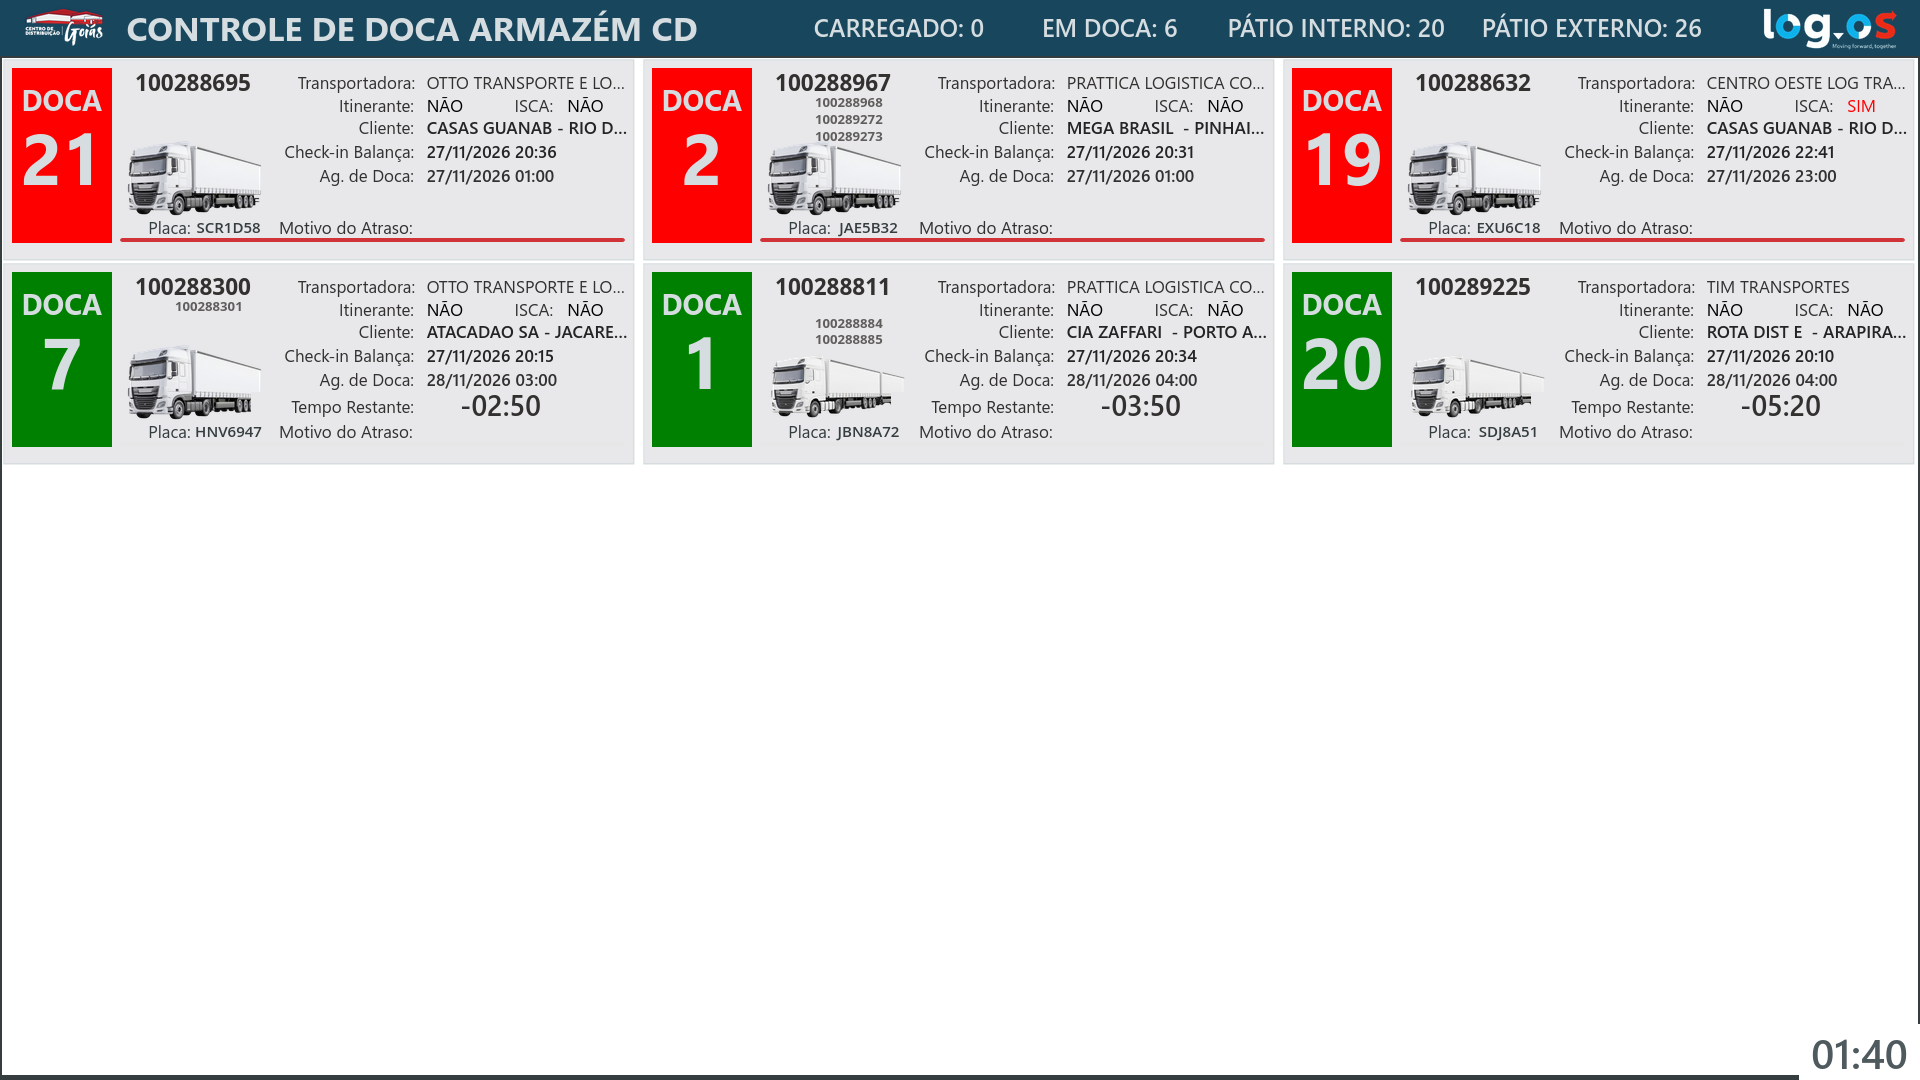 CENTRO DE DISTRIBUIÇÃO Goiás
CONTROLE DE DOCA ARMAZÉM CD
CARREGADO: 0
EM DOCA: 6
PÁTIO INTERNO: 20
PÁTIO EXTERNO: 26
log.os
Moving forward, together
DOCA
21
100288695
Transportadora: OTTO TRANSPORTE E LO...
Itinerante: NÃO ISCA: NÃO
Cliente: CASAS GUANAB - RIO D...
Check-in Balança: 27/11/2026 20:36
Ag. de Doca: 27/11/2026 01:00
Placa: SCR1D58 Motivo do Atraso:
DOCA
2
100288967
100288968
100289272
100289273
Transportadora: PRATTICA LOGISTICA CO...
Itinerante: NÃO ISCA: NÃO
Cliente: MEGA BRASIL - PINHAI...
Check-in Balança: 27/11/2026 20:31
Ag. de Doca: 27/11/2026 01:00
Placa: JAE5B32 Motivo do Atraso:
DOCA
19
100288632
Transportadora: CENTRO OESTE LOG TRA...
Itinerante: NÃO ISCA: SIM
Cliente: CASAS GUANAB - RIO D...
Check-in Balança: 27/11/2026 22:41
Ag. de Doca: 27/11/2026 23:00
Placa: EXU6C18 Motivo do Atraso:
DOCA
7
100288300
100288301
Transportadora: OTTO TRANSPORTE E LO...
Itinerante: NÃO ISCA: NÃO
Cliente: ATACADAO SA - JACARE...
Check-in Balança: 27/11/2026 20:15
Ag. de Doca: 28/11/2026 03:00
Tempo Restante: -02:50
Placa: HNV6947 Motivo do Atraso:
DOCA
1
100288811
100288884
100288885
Transportadora: PRATTICA LOGISTICA CO...
Itinerante: NÃO ISCA: NÃO
Cliente: CIA ZAFFARI - PORTO A...
Check-in Balança: 27/11/2026 20:34
Ag. de Doca: 28/11/2026 04:00
Tempo Restante: -03:50
Placa: JBN8A72 Motivo do Atraso:
DOCA
20
100289225
Transportadora: TIM TRANSPORTES
Itinerante: NÃO ISCA: NÃO
Cliente: ROTA DIST E - ARAPIRA...
Check-in Balança: 27/11/2026 20:10
Ag. de Doca: 28/11/2026 04:00
Tempo Restante: -05:20
Placa: SDJ8A51 Motivo do Atraso:
01:40